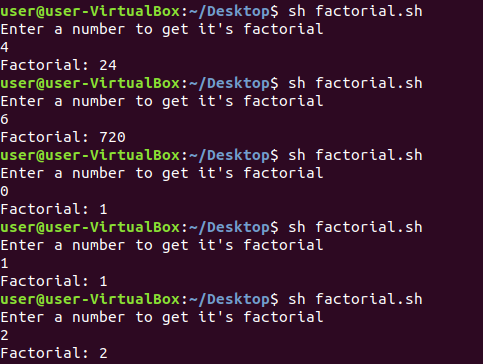 user@user-VirtualBox:~/Desktop$ sh factorial.sh
Enter a number to get it's factorial
4
Factorial: 24
user@user-VirtualBox:~/Desktop$ sh factorial.sh
Enter a number to get it's factorial
6
Factorial: 720
user@user-VirtualBox:~/Desktop$ sh factorial.sh
Enter a number to get it's factorial
0
Factorial: 1
user@user-VirtualBox:~/Desktop$ sh factorial.sh
Enter a number to get it's factorial
1
Factorial: 1
user@user-VirtualBox:~/Desktop$ sh factorial.sh
Enter a number to get it's factorial
2
Factorial: 2